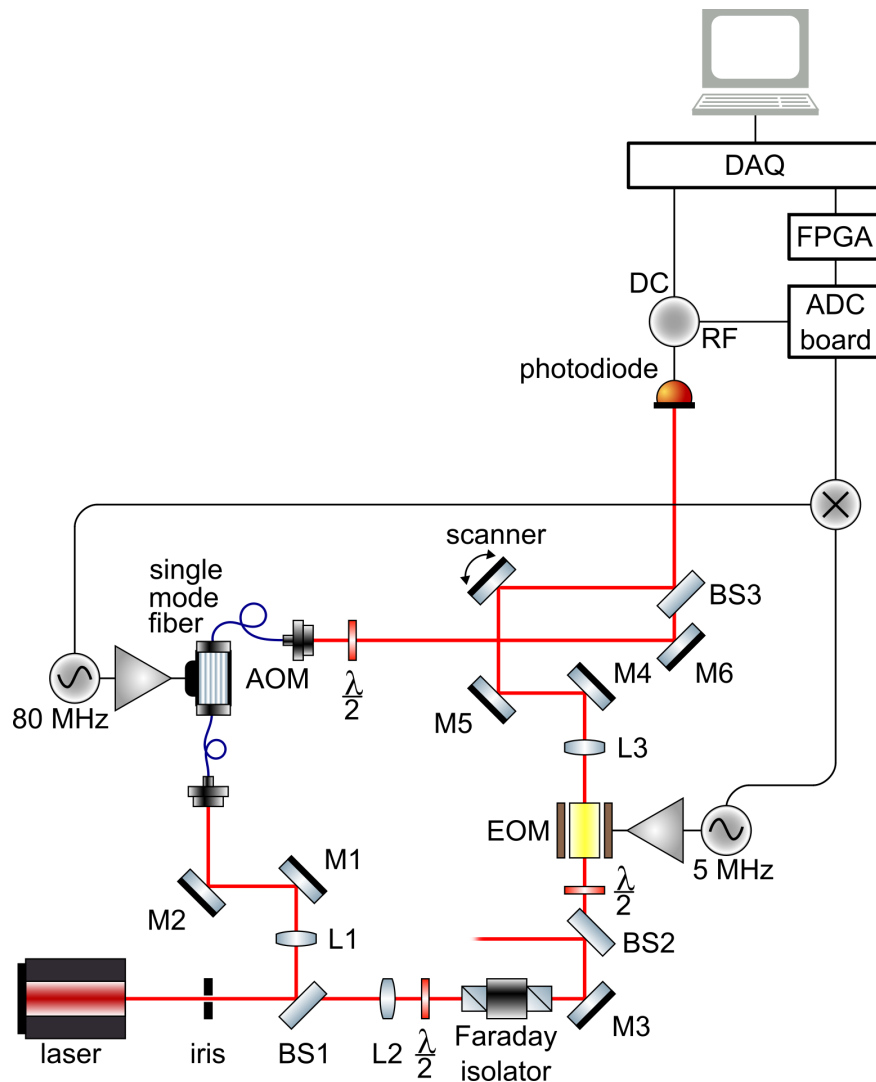 DAQ
FPGA
DC
ADC
board
RF
photodiode
scanner
single
mode
fiber
BS3
AOM
λ
2
M4
M6
80 MHz
M5
L3
EOM
5 MHz
M1
λ
2
M2
BS2
L1
M3
laser
iris
BS1
L2
λ
2
Faraday
isolator